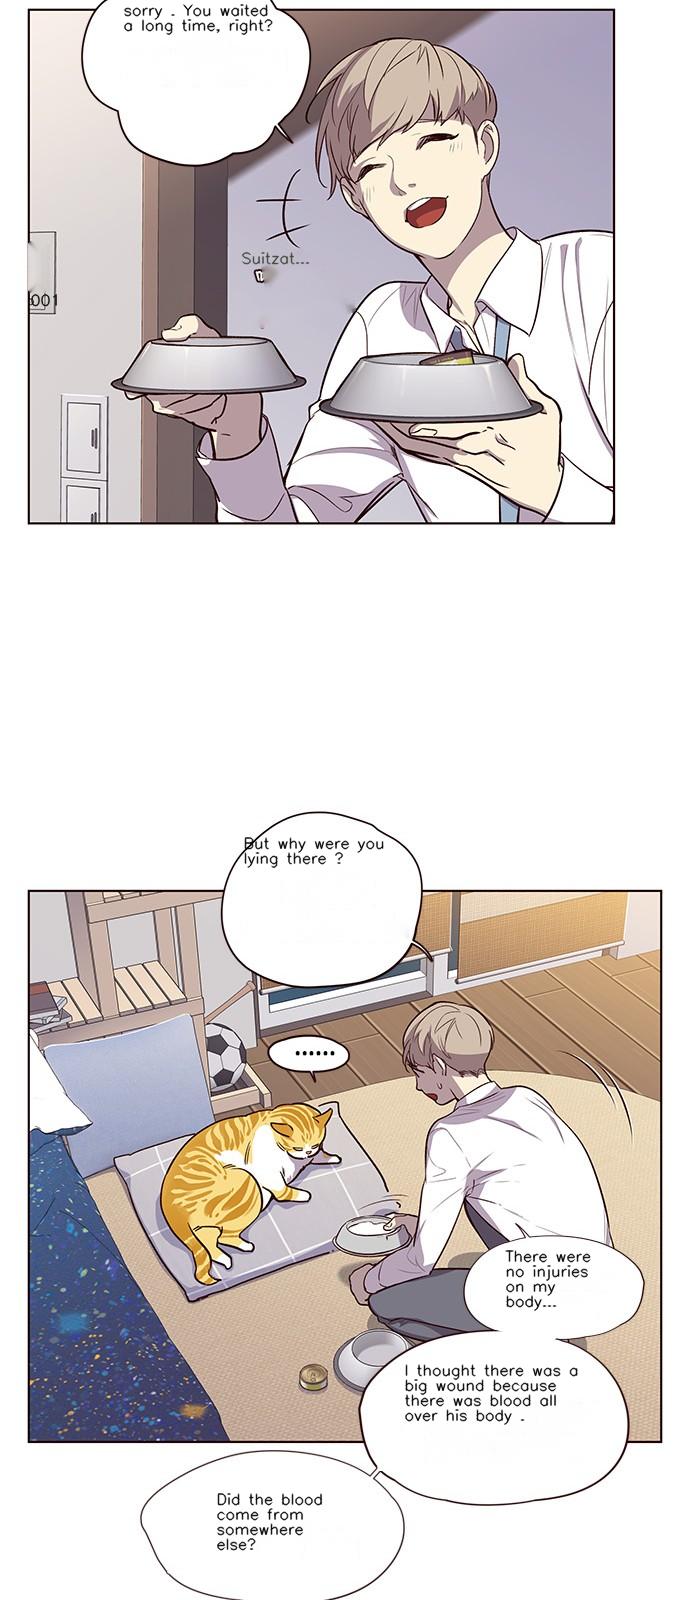 sorry . You waited
a long time, right?
Suitzat...
001
But why were you
lying there ?
......
There were
no injuries
on my
body...
I thought there was a
big wound because
there was blood all
over his body .
Did the blood
come from
somewhere
else?